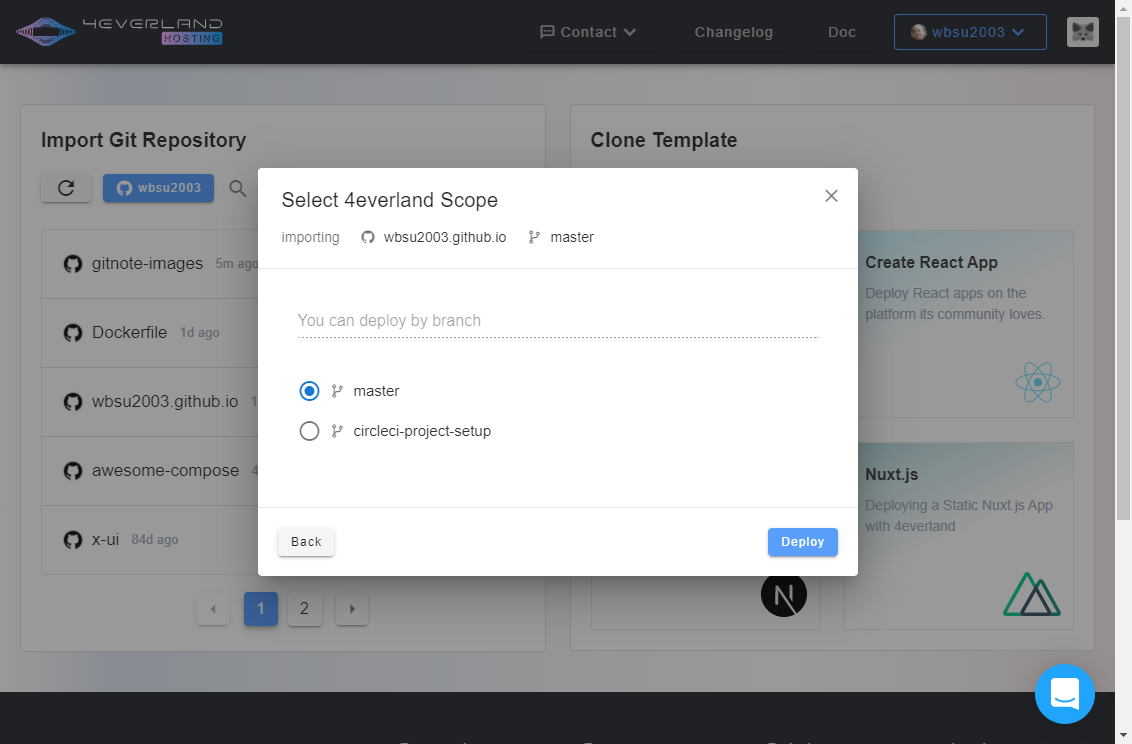 4EVERLAND
HOSTING
Contact
Changelog
Doc
wbsu2003
Import Git Repository
wbsu2003
gitnote-images 5m ago
Dockerfile 1d ago
wbsu2003.github.io 1
awesome-compose 4
x-ui 84d ago
1 2
Clone Template
Create React App
Deploy React apps on the
platform its community loves.
Nuxt.js
Deploying a Static Nuxt.js App
with 4everland
N
Select 4everland Scope
importing wbsu2003.github.io master
You can deploy by branch
master
circleci-project-setup
Back
Deploy